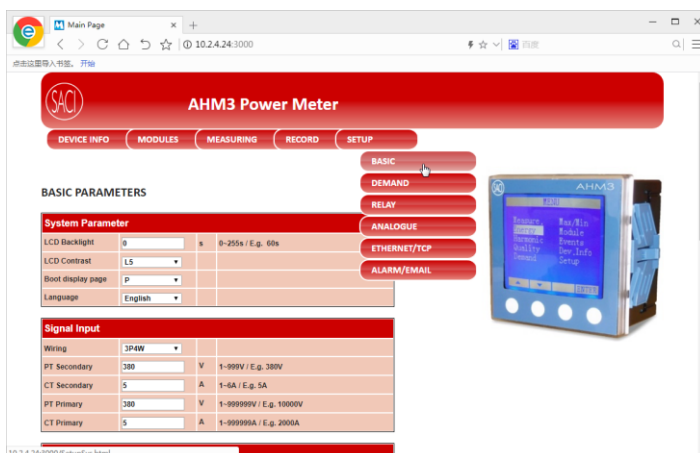 Main Page
10.2.4.24:3000
百度
点击这里导入书签。 开始
SACI
AHM3 Power Meter
DEVICE INFO MODULES MEASURING RECORD SETUP
BASIC
DEMAND
RELAY
ANALOGUE
ETHERNET/TCP
ALARM/EMAIL
BASIC PARAMETERS
System Parameter
LCD Backlight 0 s 0~255s / E.g. 60s
LCD Contrast L5
Boot display page P
Language English
Signal Input
Wiring 3P4W
PT Secondary 380 V 1~999V / E.g. 380V
CT Secondary 5 A 1~6A / E.g. 5A
PT Primary 380 V 1~999999V / E.g. 10000V
CT Primary 5 A 1~999999A / E.g. 2000A
AHM3
MENU
Measure Max/Min
Energy Module
Harmonic Events
Quality Dev.Info
Demand Setup
ENTER